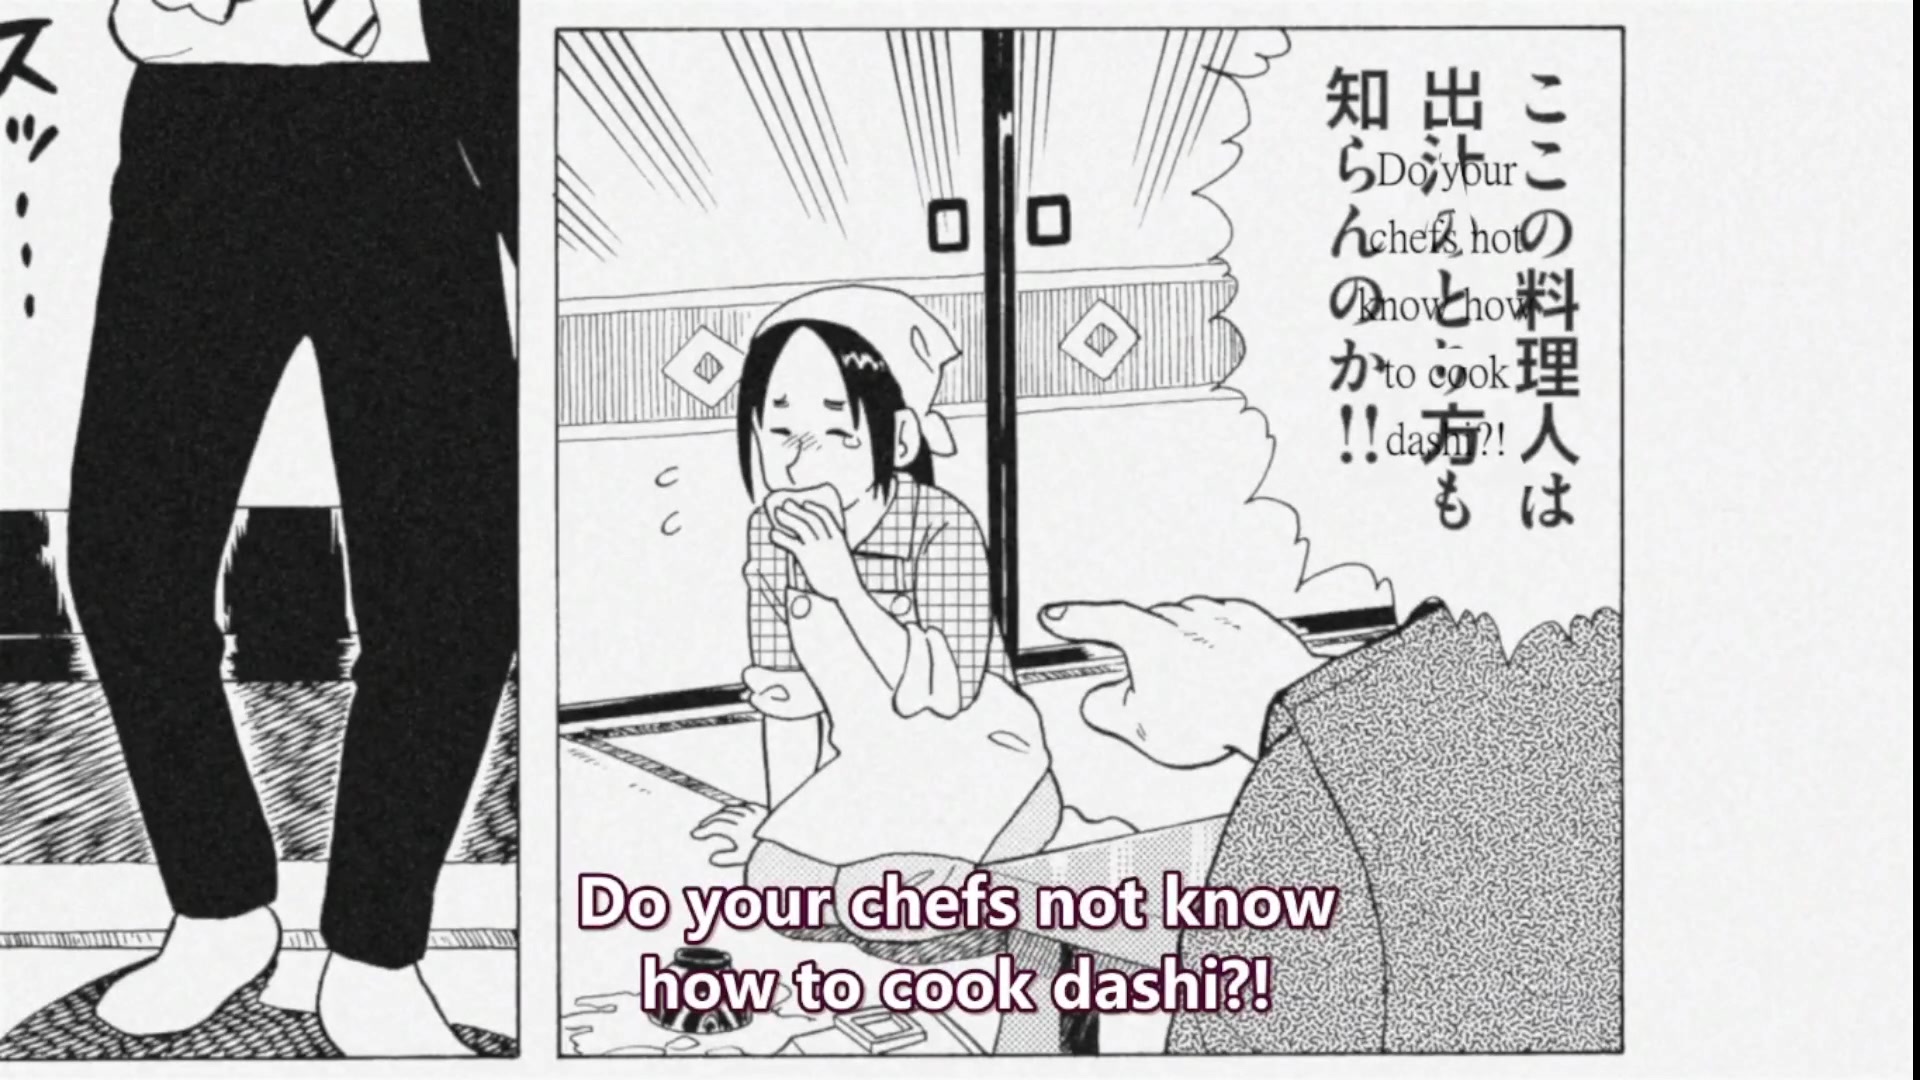 ここの料理人は
出汁のとり方も
知らんのか!!
Do your
chefs not
know how
to cook
dashi?!
スッ・・・・
Do your chefs not know
how to cook dashi?!